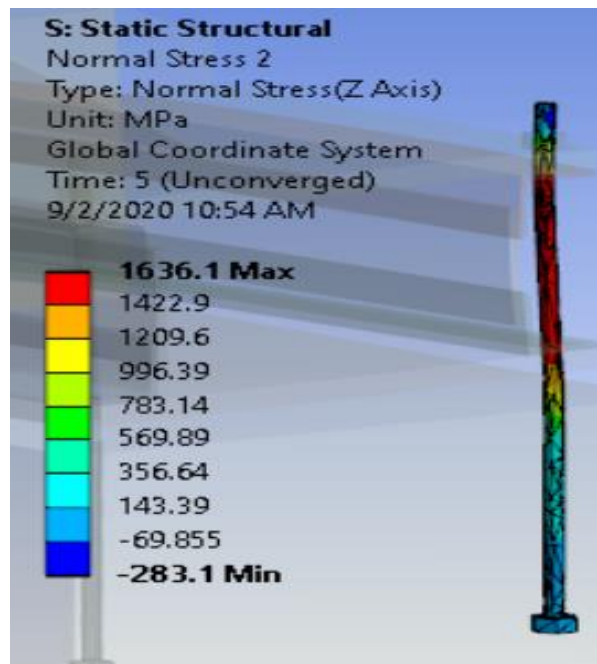 S: Static Structural
Normal Stress 2
Type: Normal Stress(Z Axis)
Unit: MPa
Global Coordinate System
Time: 5 (Unconverged)
9/2/2020 10:54 AM
1636.1 Max
1422.9
1209.6
996.39
783.14
569.89
356.64
143.39
-69.855
-283.1 Min